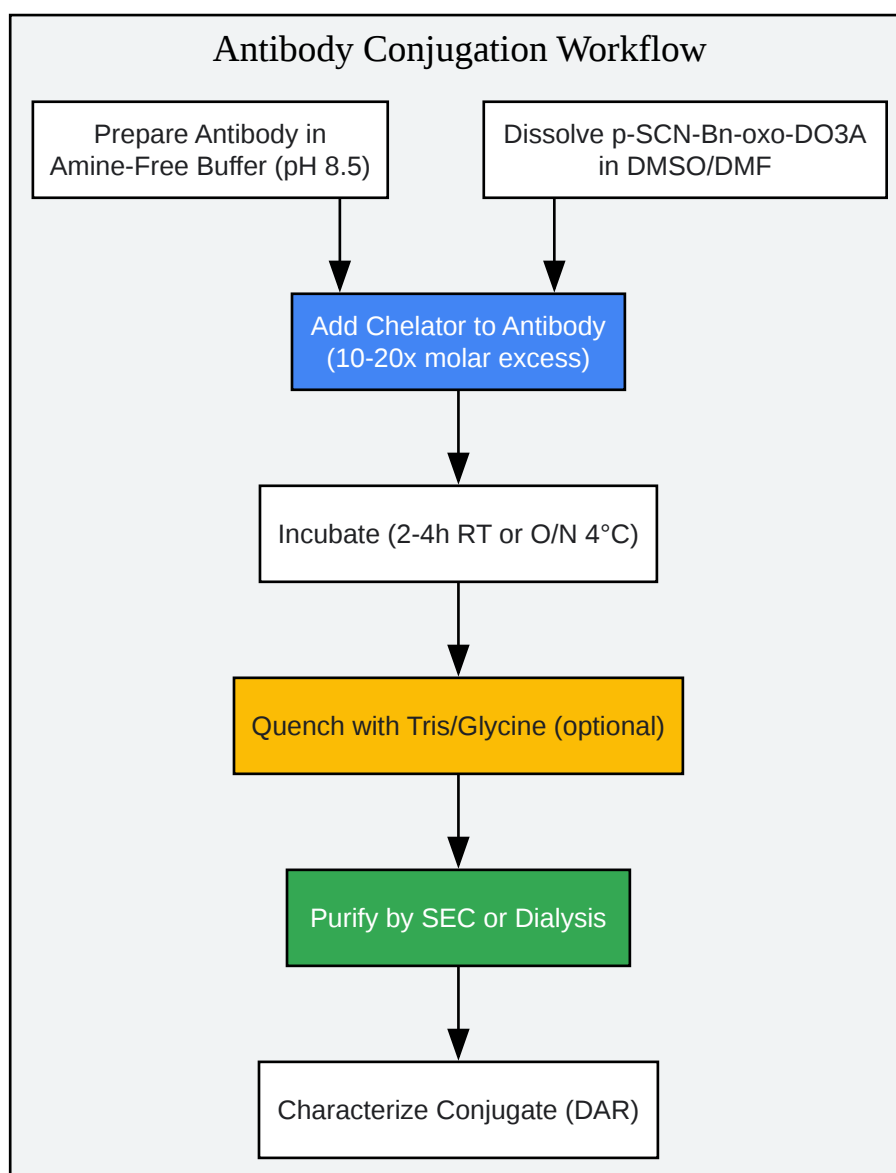 Antibody Conjugation Workflow
Prepare Antibody in
Amine-Free Buffer (pH 8.5)
Dissolve p-SCN-Bn-oxo-DO3A
in DMSO/DMF
Add Chelator to Antibody
(10-20x molar excess)
Incubate (2-4h RT or O/N 4°C)
Quench with Tris/Glycine (optional)
Purify by SEC or Dialysis
Characterize Conjugate (DAR)